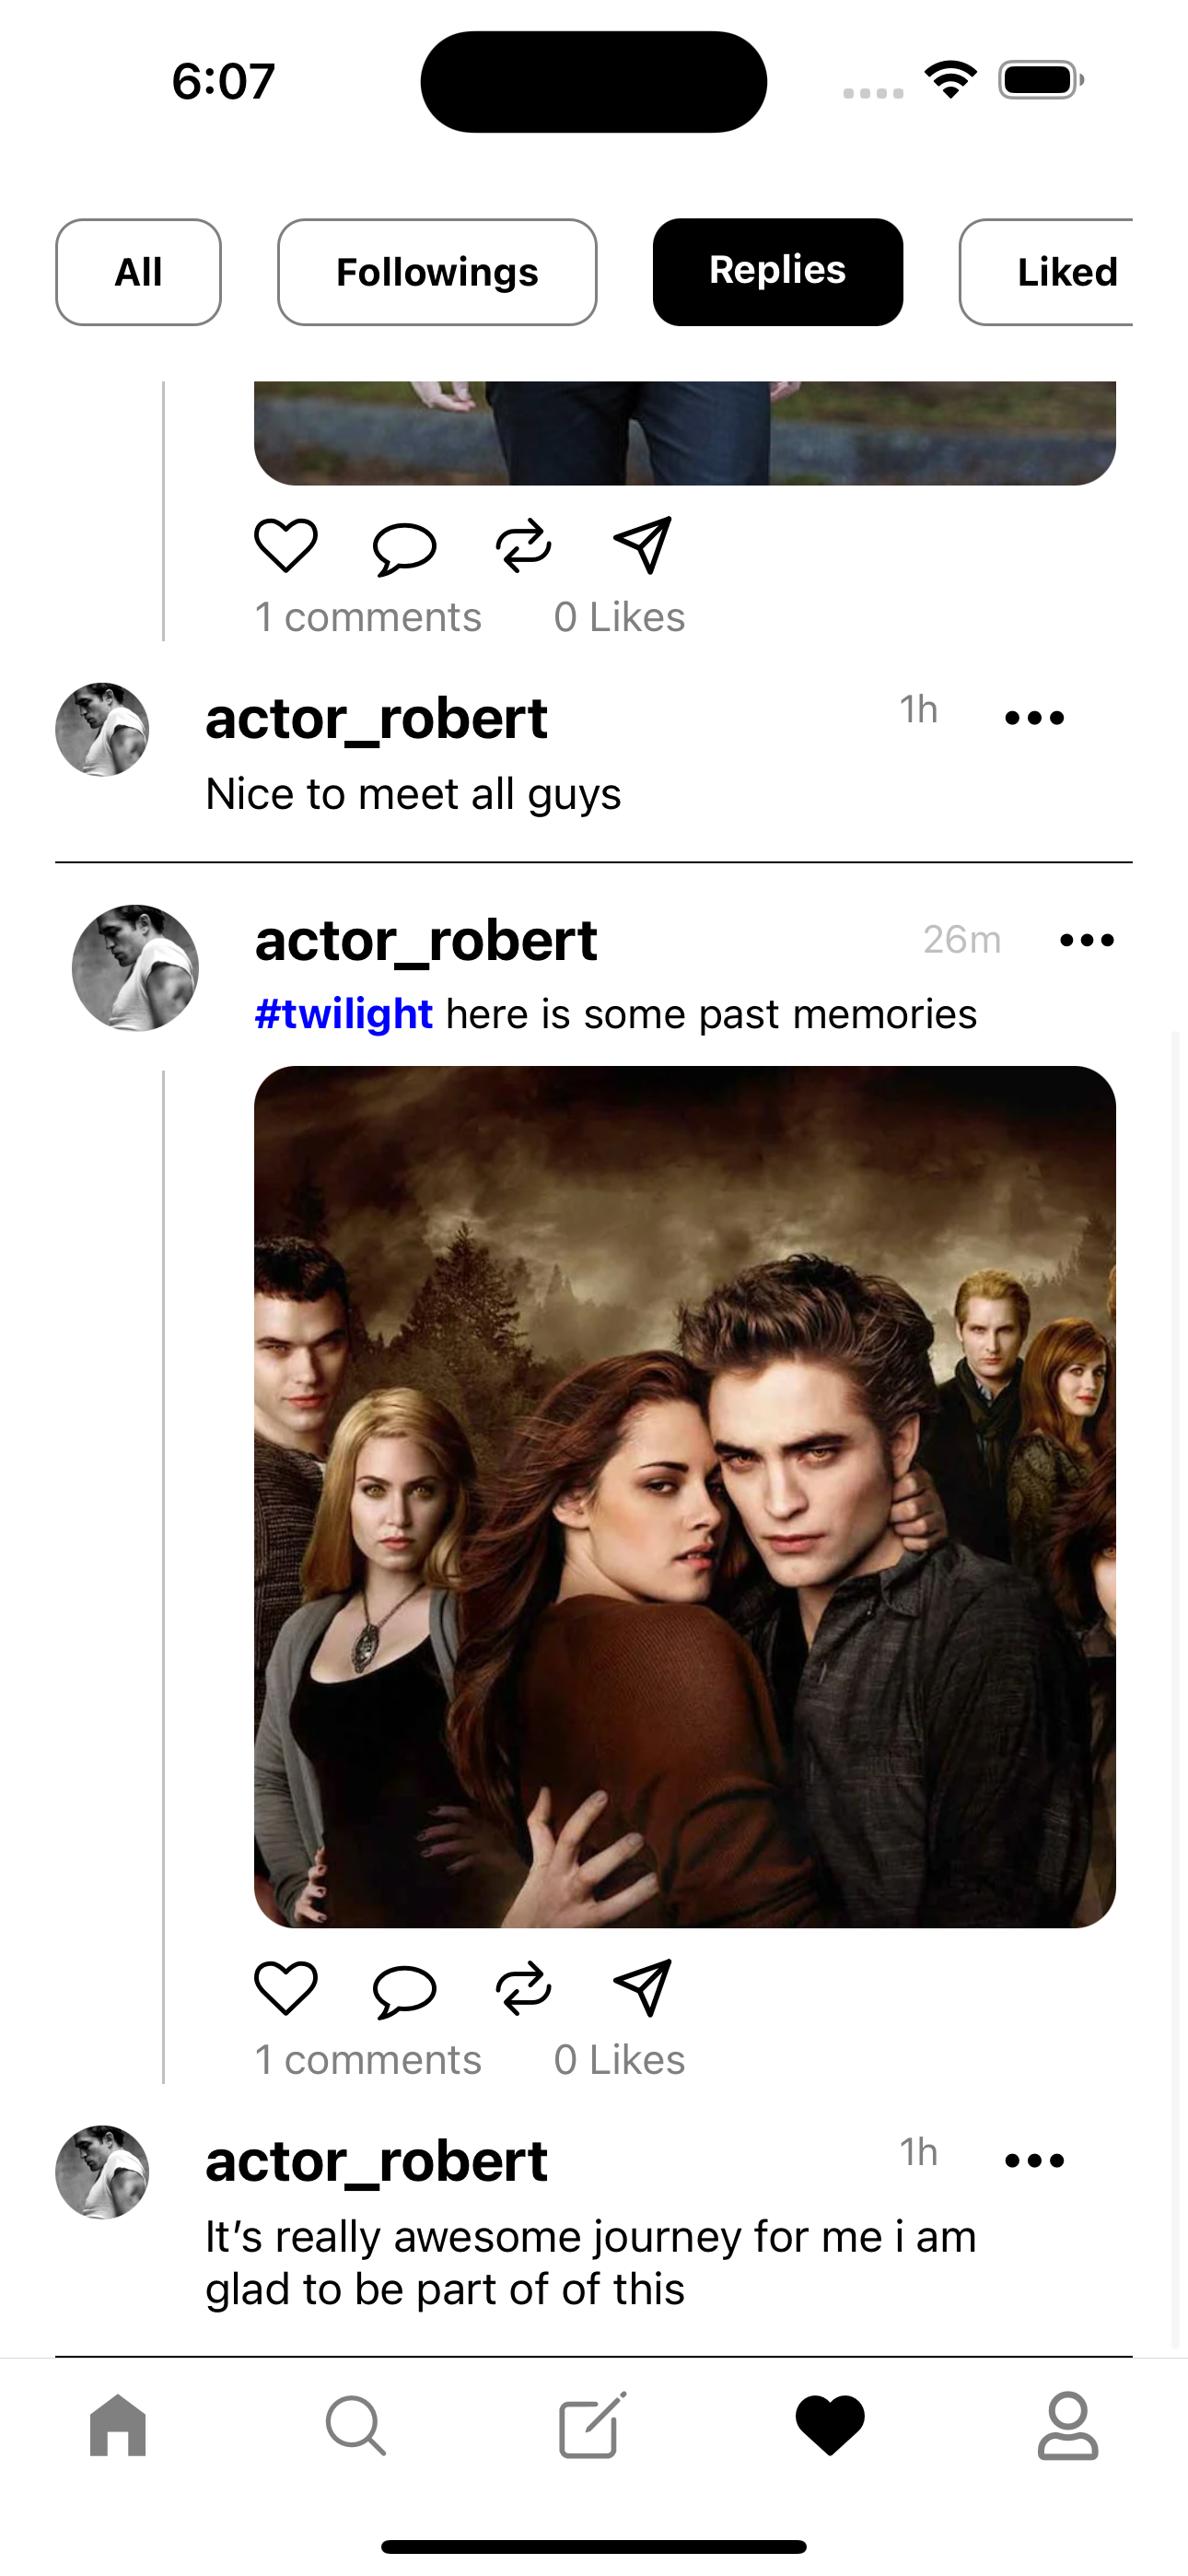 6:07
All
Followings
Replies
Liked
1 comments
0 Likes
actor_robert
1h
Nice to meet all guys
actor_robert
26m
#twilight here is some past memories
1 comments
0 Likes
actor_robert
1h
It’s really awesome journey for me i am
glad to be part of of this